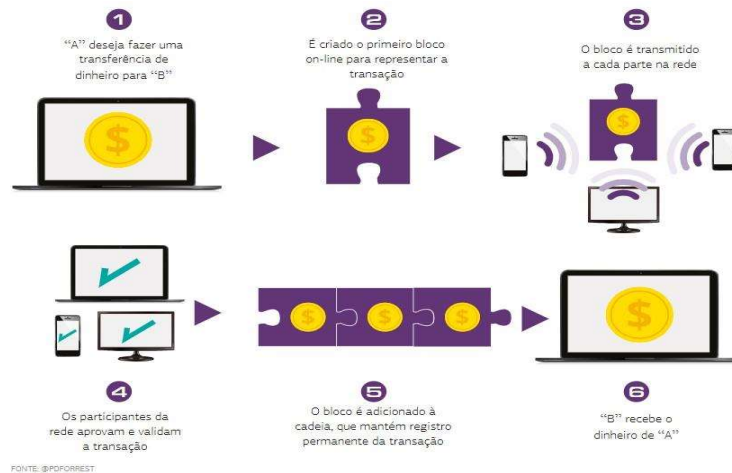 1
"A" deseja fazer uma
transferência de
dinheiro para "B"
$
2
É criado o primeiro bloco
on-line para representar a
transação
$
3
O bloco é transmitido
a cada parte na rede
$
$
$
$
$
4
Os participantes da
rede aprovam e validam
a transação
5
O bloco é adicionado à
cadeia, que mantém registro
permanente da transação
6
"B" recebe o
dinheiro de "A"
FONTE: @PDFORREST